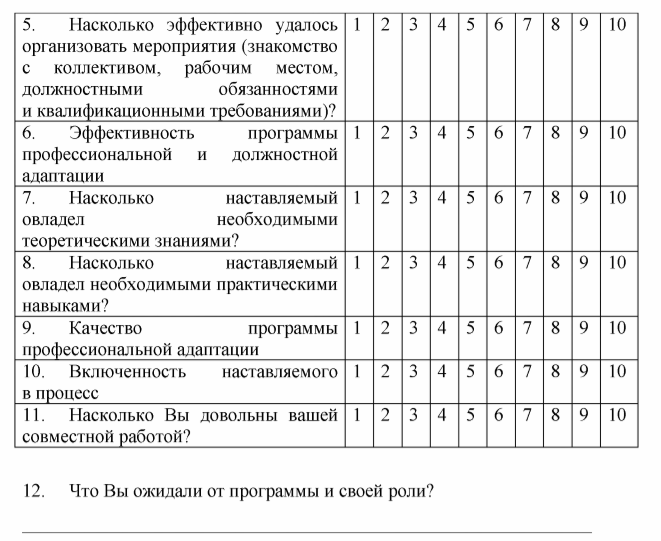 5. Насколько эффективно удалось 1 2 3 4 5 6 7 8 9 10
организовать мероприятия (знакомство
с коллективом, рабочим местом,
должностными обязанностями
и квалификационными требованиями)?
6. Эффективность программы 1 2 3 4 5 6 7 8 9 10
профессиональной и должностной
адаптации
7. Насколько наставляемый 1 2 3 4 5 6 7 8 9 10
овладел необходимыми
теоретическими знаниями?
8. Насколько наставляемый 1 2 3 4 5 6 7 8 9 10
овладел необходимыми практическими
навыками?
9. Качество программы 1 2 3 4 5 6 7 8 9 10
профессиональной адаптации
10. Включенность наставляемого 1 2 3 4 5 6 7 8 9 10
в процесс
11. Насколько Вы довольны вашей 1 2 3 4 5 6 7 8 9 10
совместной работой?
12. Что Вы ожидали от программы и своей роли?